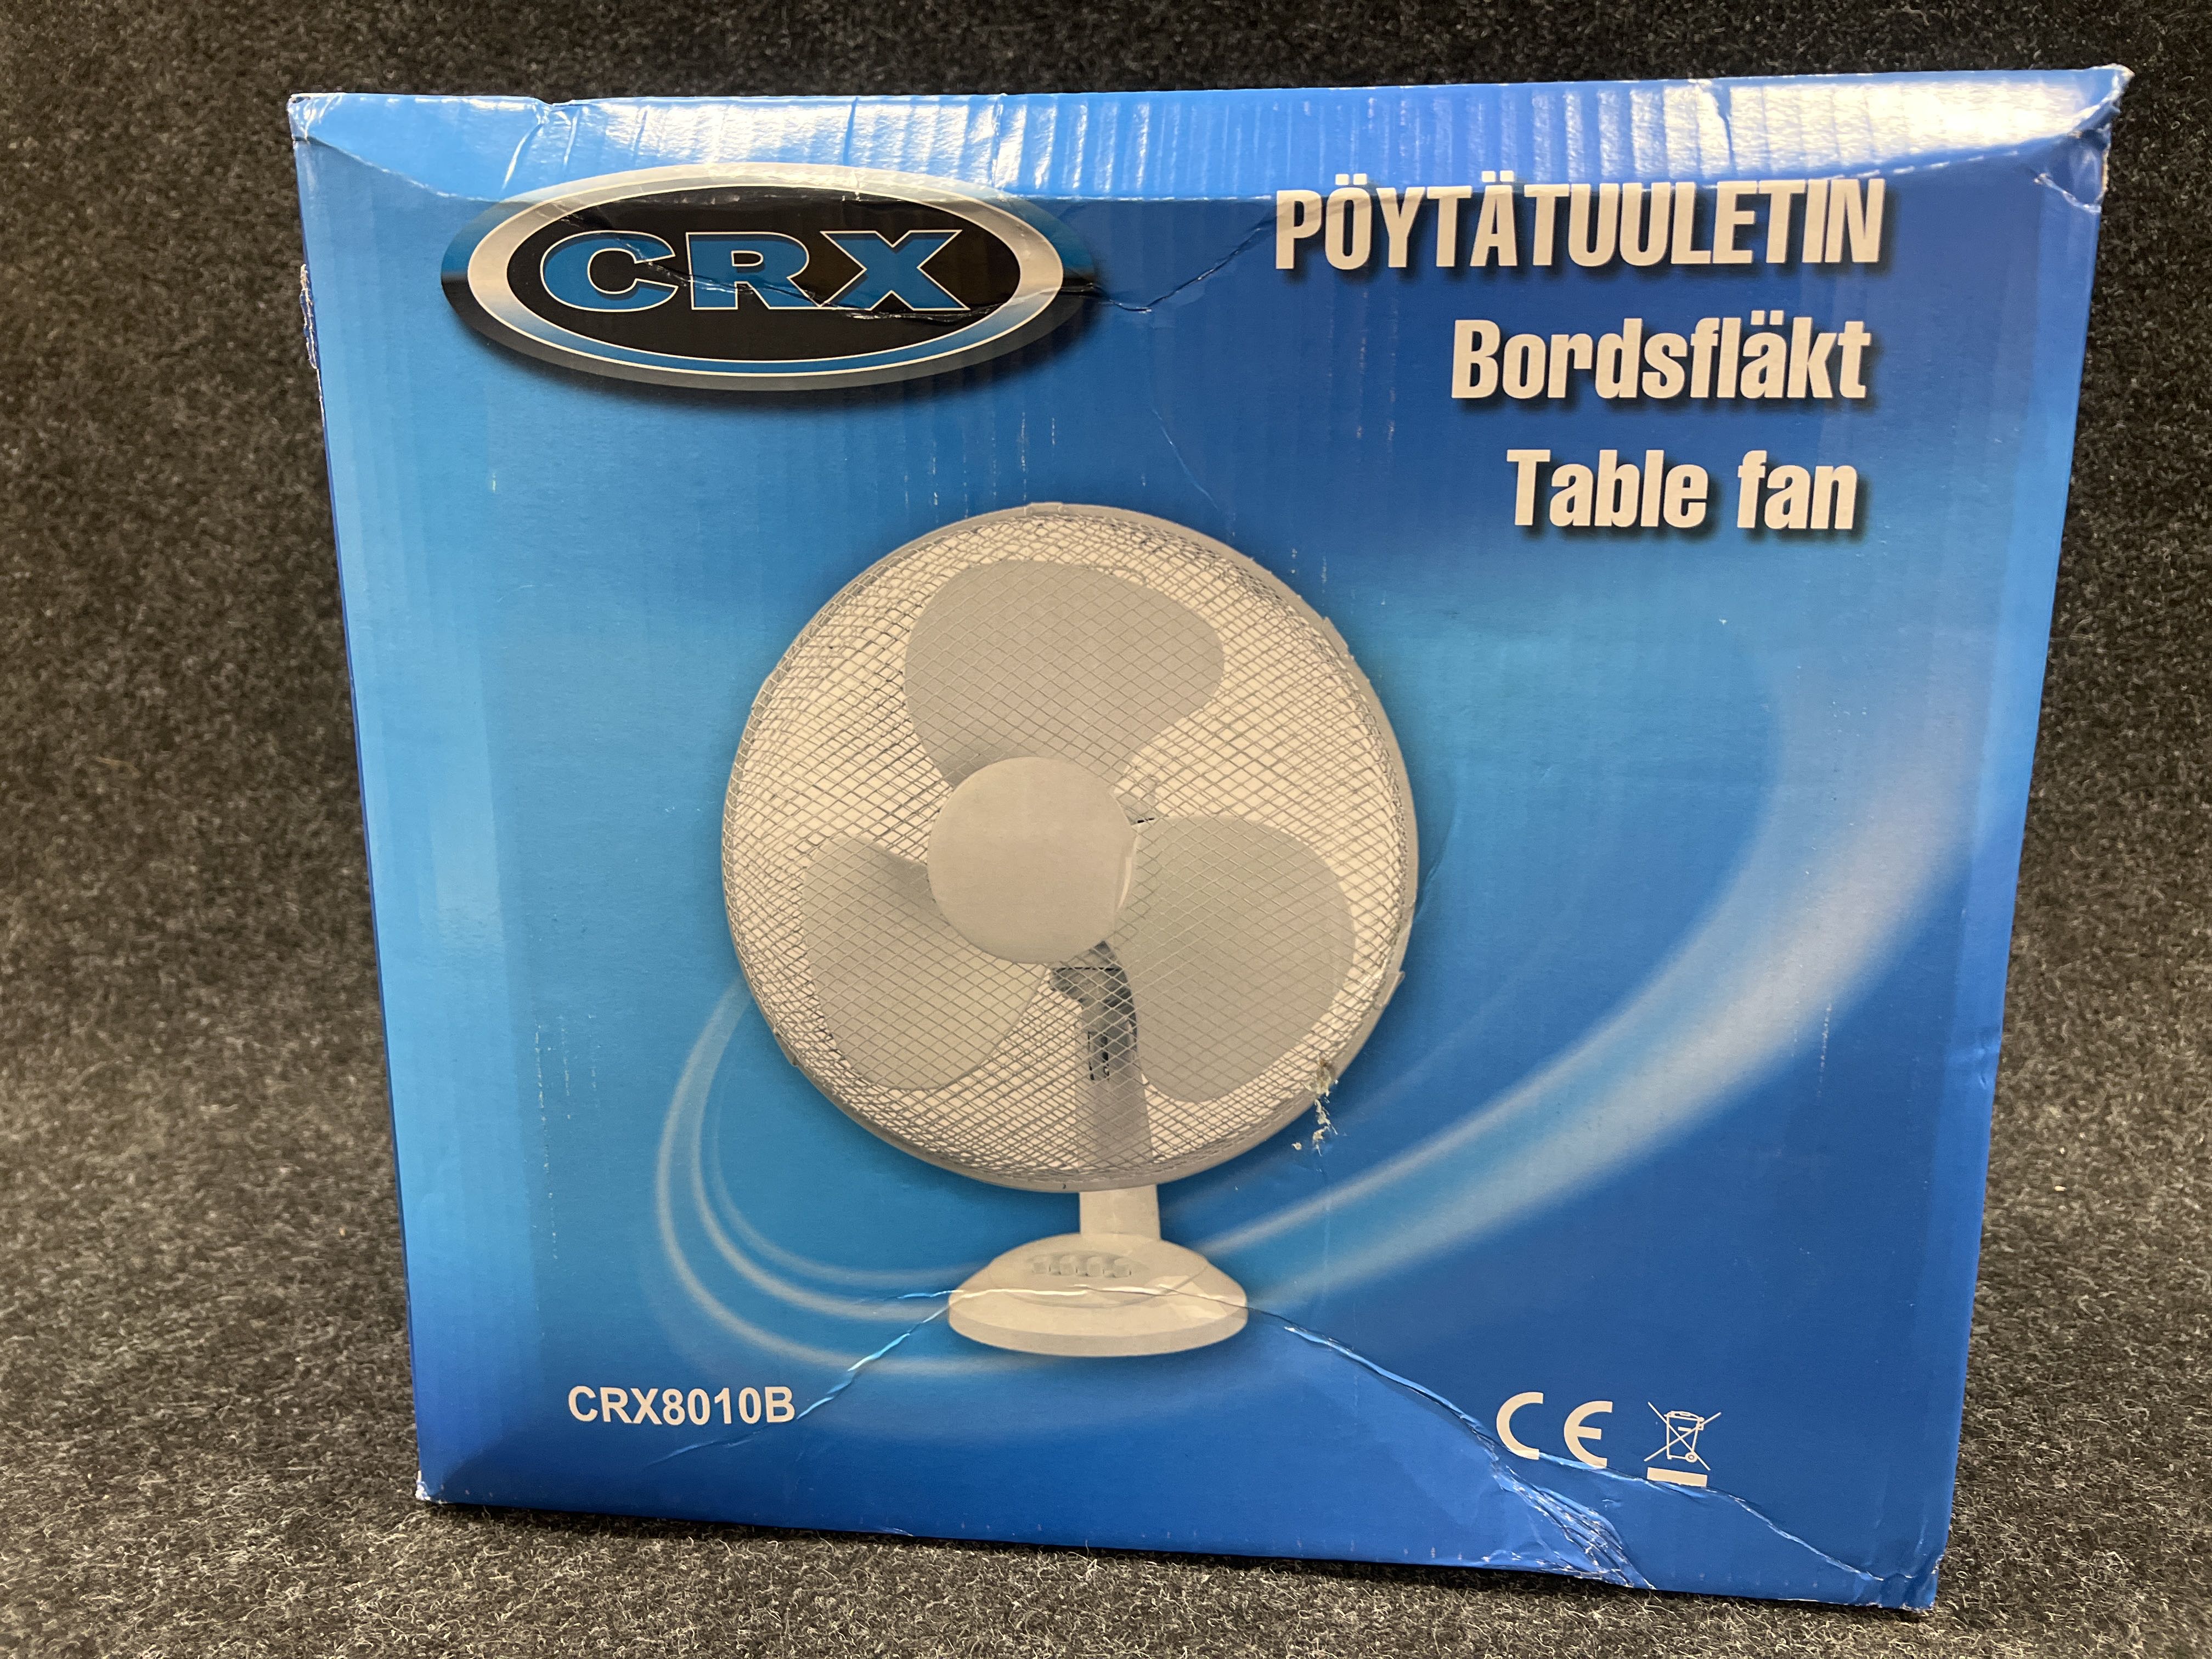 CRX
PÖYTÄTUULETIN
Bordsfläkt
Table fan
CRX8010B
CE